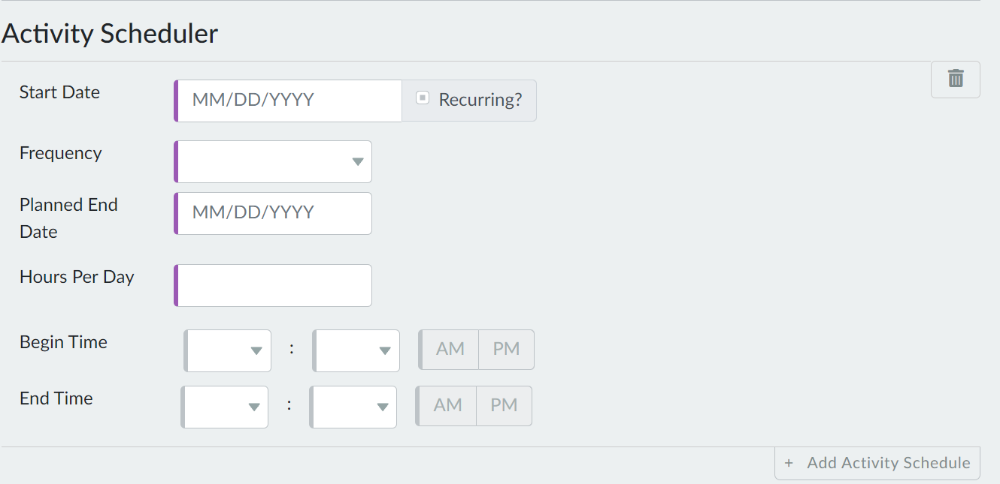 Activity Scheduler
Start Date MM/DD/YYYY Recurring?
Frequency
Planned End
Date
MM/DD/YYYY
Hours Per Day
Begin Time : AM PM
End Time : AM PM
+ Add Activity Schedule